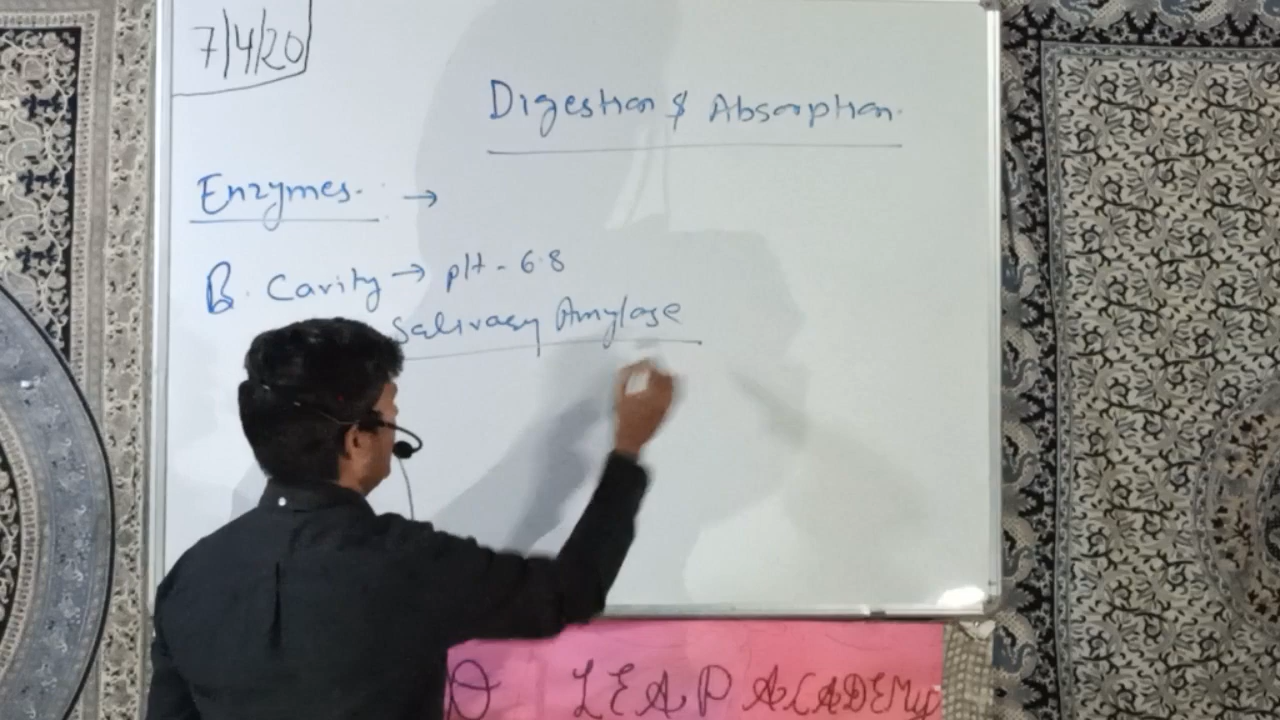 7/4/20
Digestion & Absorption.
Enzymes. →
B. Cavity → pH - 6.8
Salivary Amylase
LEAP ACADEMY